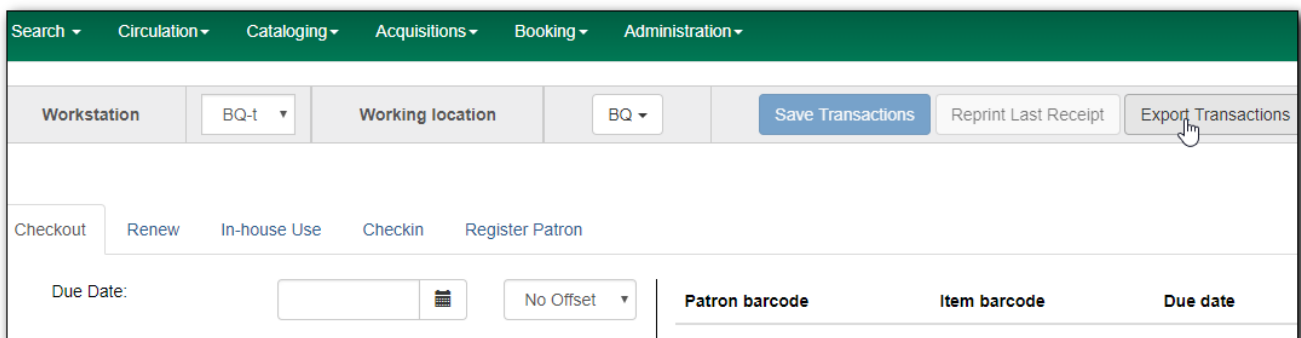 Search Circulation Cataloging Acquisitions Booking Administration
Workstation BQ-t Working location BQ Save Transactions Reprint Last Receipt Export Transactions
Checkout Renew In-house Use Checkin Register Patron
Due Date: No Offset Patron barcode Item barcode Due date